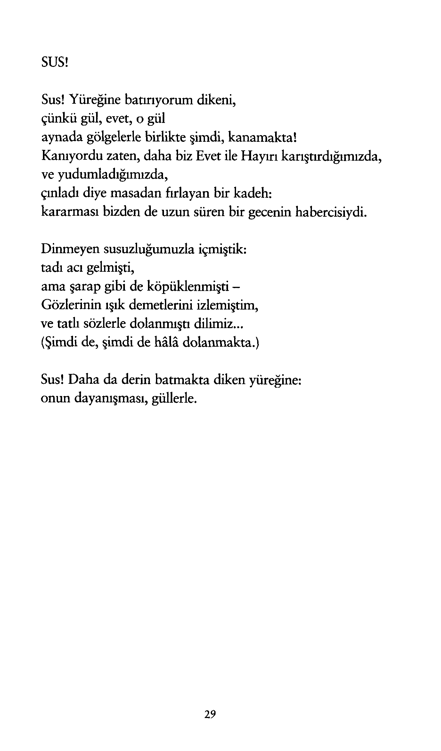 SUS!
Sus! Yüreğine batırıyorum dikeni,
çünkü gül, evet, o gül
aynada gölgelerle birlikte şimdi, kanamakta!
Kanıyordu zaten, daha biz Evet ile Hayırı karıştırdığımızda,
ve yudumladığımızda,
çınladı diye masadan fırlayan bir kadeh:
kararması bizden de uzun süren bir gecenin habercisiydi.
Dinmeyen susuzluğumuzla içmiştik:
tadı acı gelmişti,
ama şarap gibi de köpüklenmişti –
Gözlerinin ışık demetlerini izlemiştim,
ve tatlı sözlerle dolanmıştı dilimiz...
(Şimdi de, şimdi de hâlâ dolanmakta.)
Sus! Daha da derin batmakta diken yüreğine:
onun dayanışması, güllerle.
29